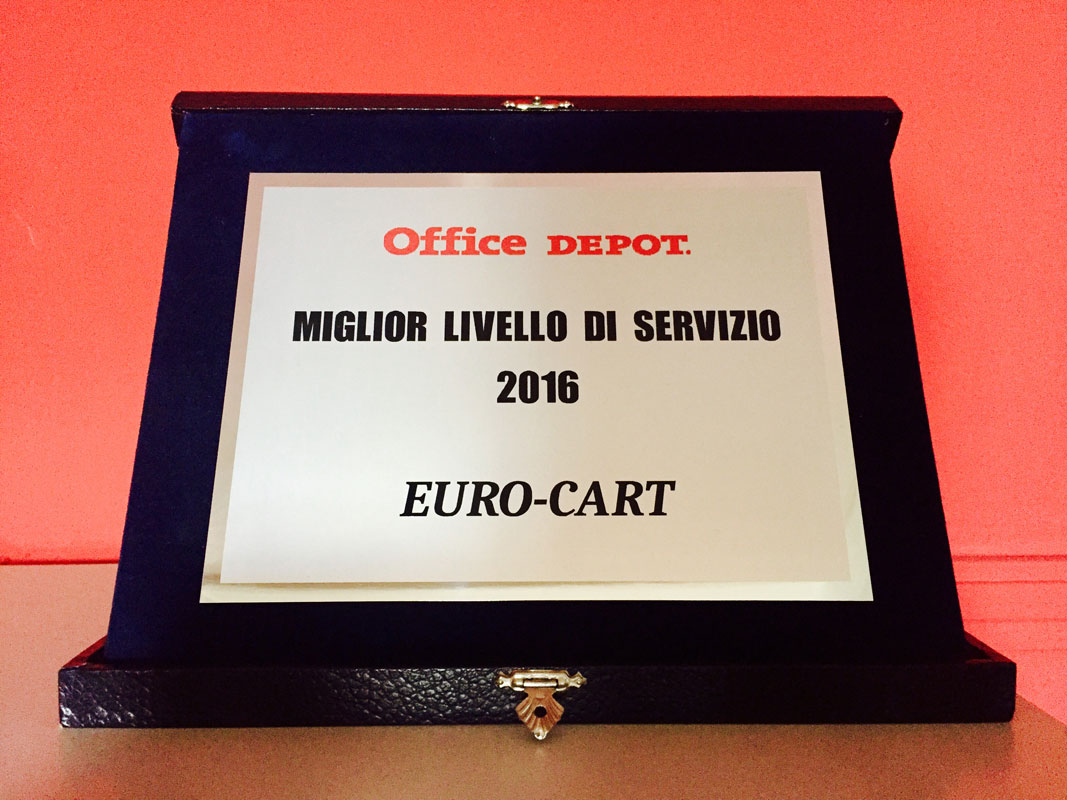 Office DEPOT.
MIGLIOR LIVELLO DI SERVIZIO
2016
EURO-CART